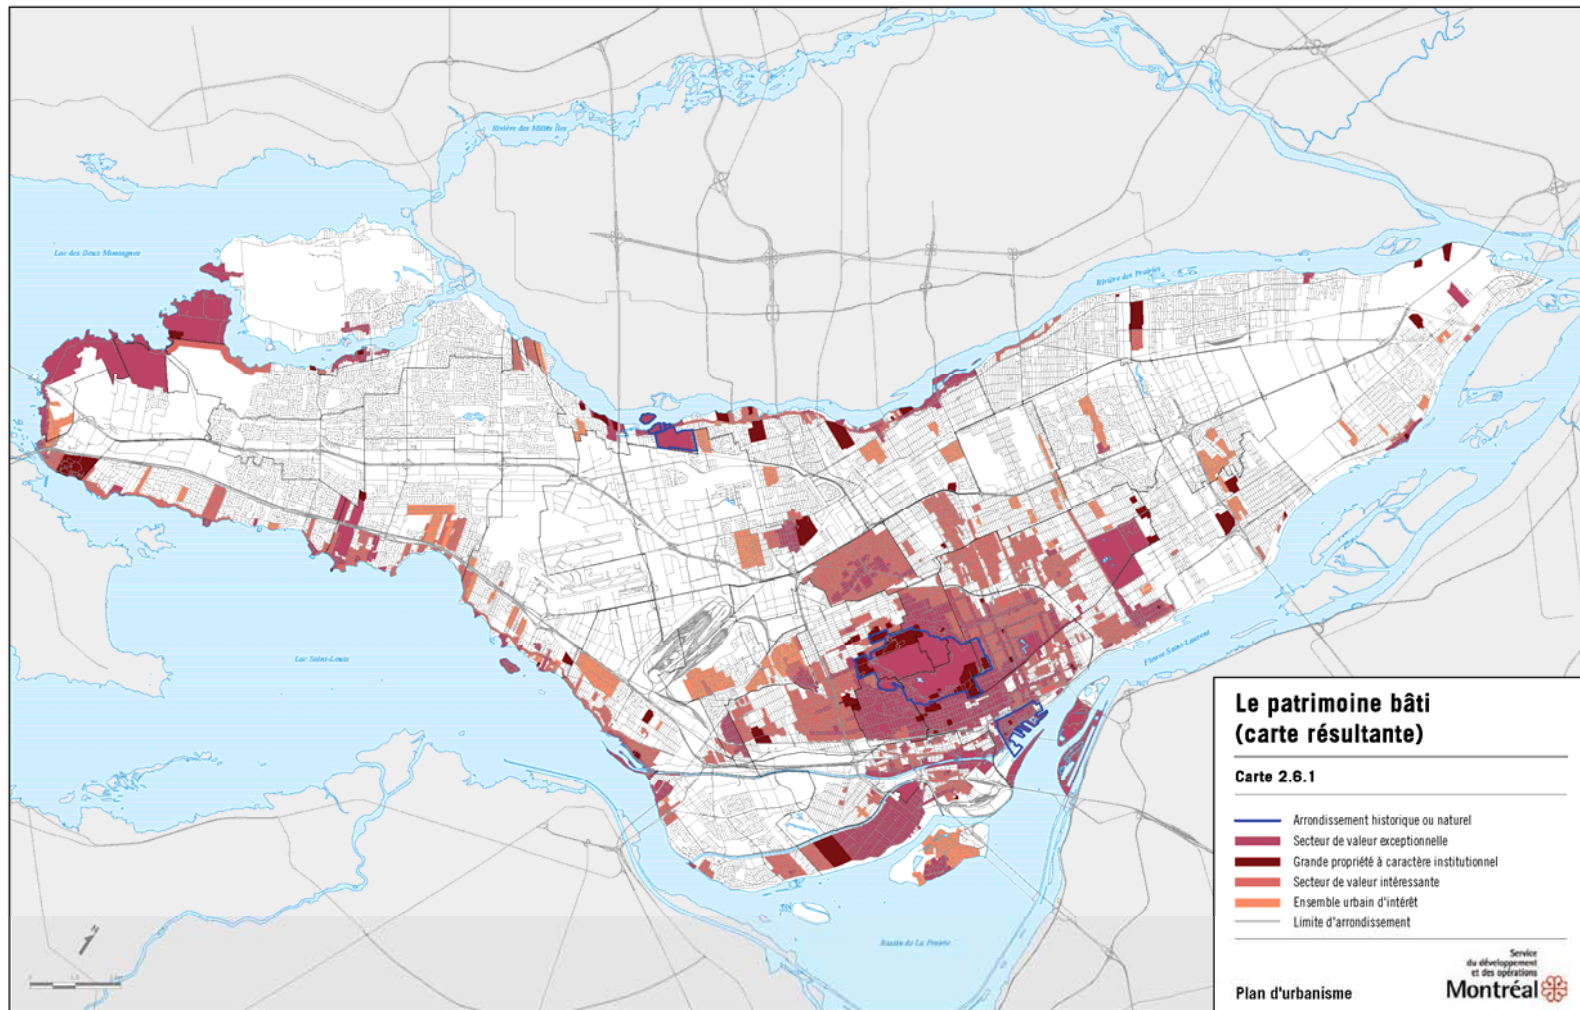 Rivière des Mille Îles
Lac des Deux Montagnes
Rivière des Prairies
Fleuve Saint-Laurent
Lac Saint-Louis
Bassin de La Prairie
N
0
Le patrimoine bâti
(carte résultante)
Carte 2.6.1
Arrondissement historique ou naturel
Secteur de valeur exceptionnelle
Grande propriété à caractère institutionnel
Secteur de valeur intéressante
Ensemble urbain d'intérêt
Limite d'arrondissement
Service
du développement
et des opérations
Montréal
Plan d'urbanisme